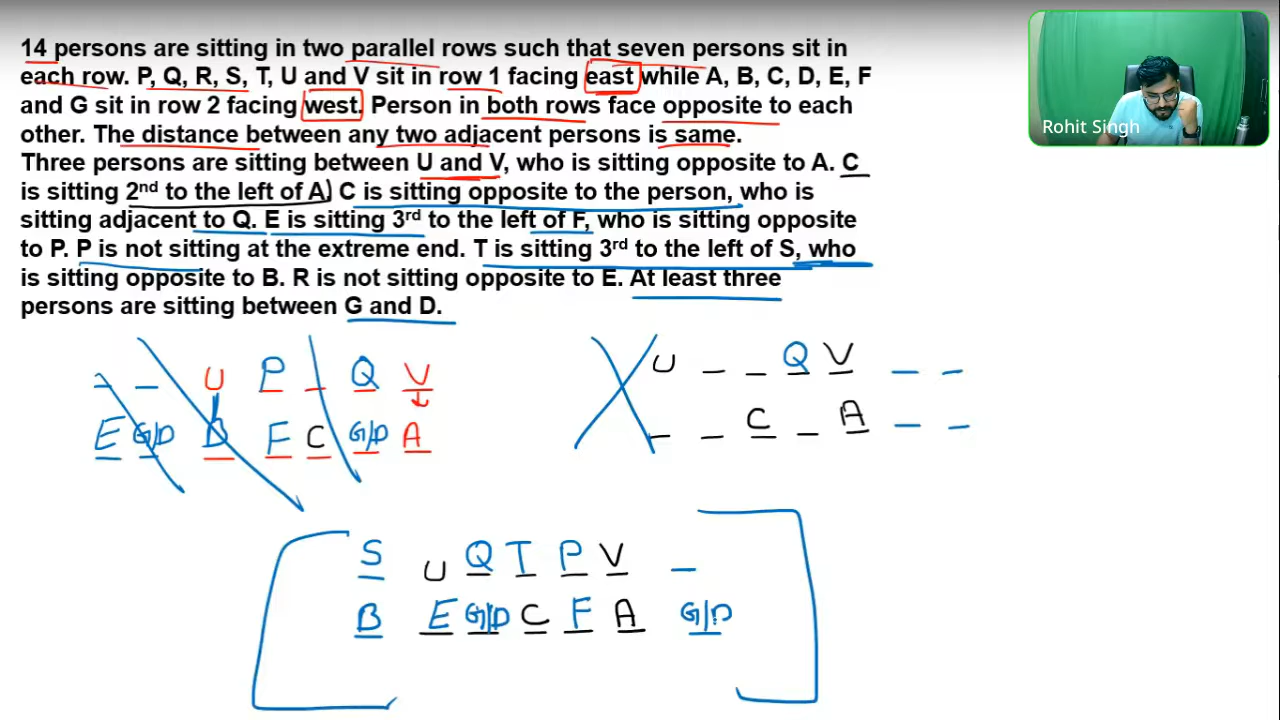 14 persons are sitting in two parallel rows such that seven persons sit in
each row. P, Q, R, S, T, U and V sit in row 1 facing east while A, B, C, D, E, F
and G sit in row 2 facing west. Person in both rows face opposite to each
other. The distance between any two adjacent persons is same.
Three persons are sitting between U and V, who is sitting opposite to A. C
is sitting 2nd to the left of A. C is sitting opposite to the person, who is
sitting adjacent to Q. E is sitting 3rd to the left of F, who is sitting opposite
to P. P is not sitting at the extreme end. T is sitting 3rd to the left of S, who
is sitting opposite to B. R is not sitting opposite to E. At least three
persons are sitting between G and D.
Rohit Singh
U P Q V
E G/D F C G/D A
U Q V
C A
S U Q T P V
B E G/D C F A G/D